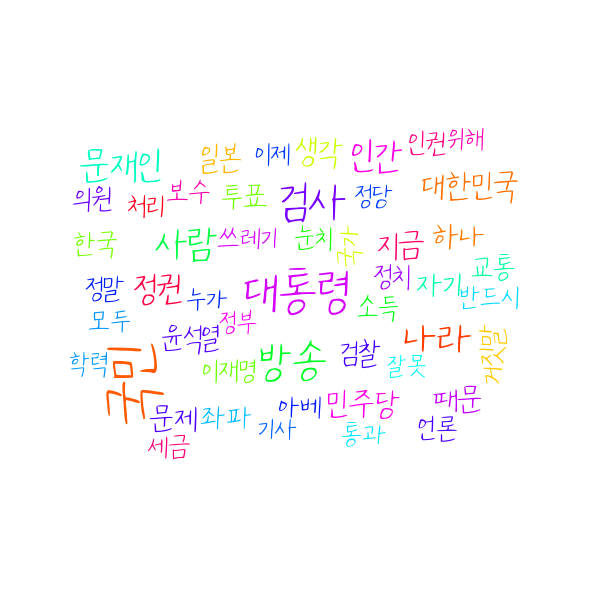 문재인 일본 이제 생각 인간 인권위해
의원 처리 보수 투표 검사 정당 대한민국
한국 사람 쓰레기 눈치 국가 지금 하나
정말 정권 누가 대통령 소득 정치 자기 교통 반드시
모두 윤석열 정부
학력 국민 이재명 방송 검찰 잘못 나라 거짓말
문제 좌파 기사 아베 민주당 때문
세금 통과 언론